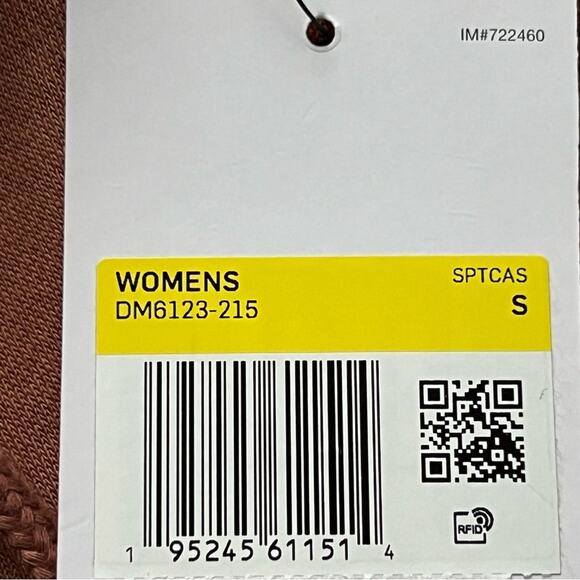 IM#722460
WOMENS SPTCAS
DM6123-215 S
1 95245 61151 4
RFID